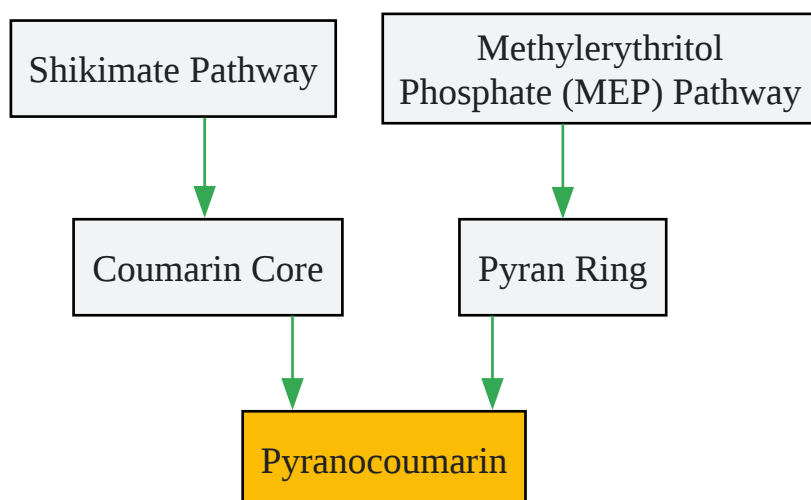 Shikimate Pathway
Methylerythritol
Phosphate (MEP) Pathway
Coumarin Core
Pyran Ring
Pyranocoumarin